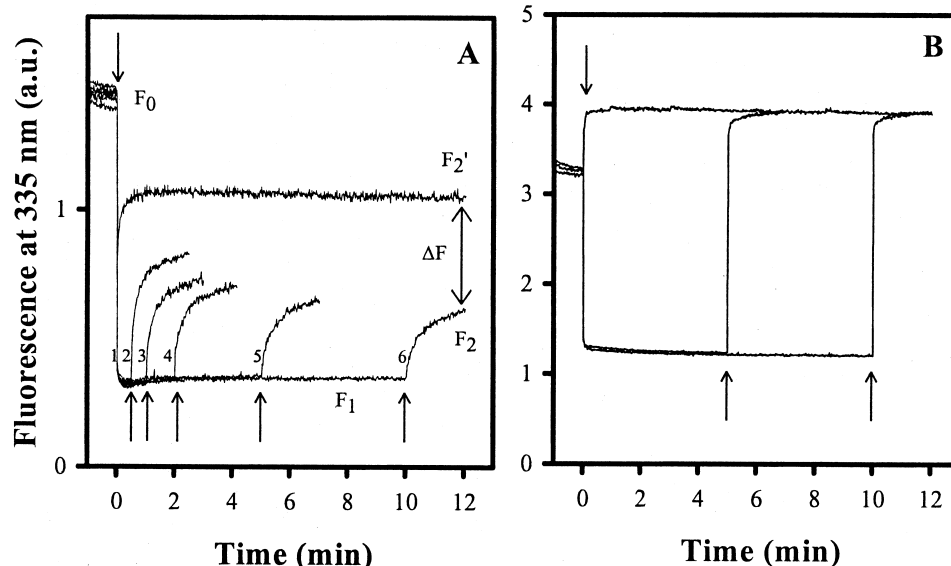 Fluorescence at 335 nm (a.u.)
A
F0
F2'
ΔF
F2
F1
1 2 3 4 5 6
1
0
0 2 4 6 8 10 12
Time (min)
B
5
4
3
2
1
0
0 2 4 6 8 10 12
Time (min)